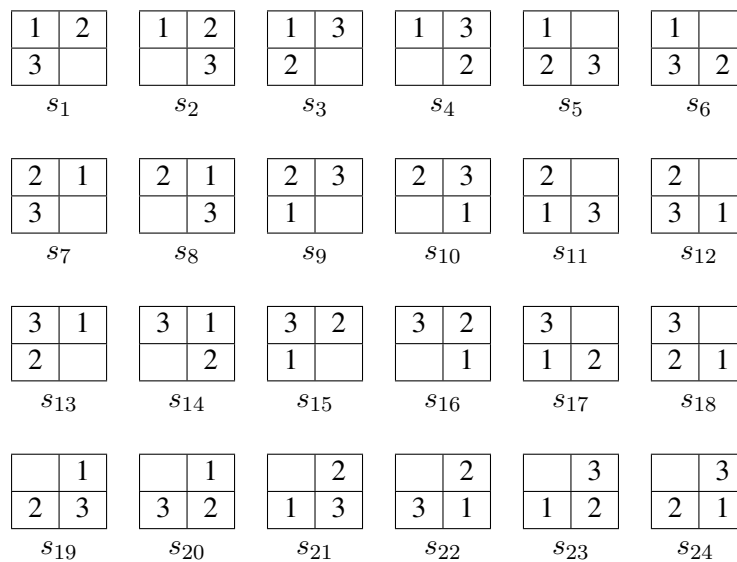 1 2 1 2 1 3 1 3 1 1
3 3 2 2 2 3 3 2
s1 s2 s3 s4 s5 s6
2 1 2 1 2 3 2 3 2 2
3 3 1 1 1 3 3 1
s7 s8 s9 s10 s11 s12
3 1 3 1 3 2 3 2 3 3
2 2 1 1 1 2 2 1
s13 s14 s15 s16 s17 s18
1 1 2 2 3 3
2 3 3 2 1 3 3 1 1 2 2 1
s19 s20 s21 s22 s23 s24